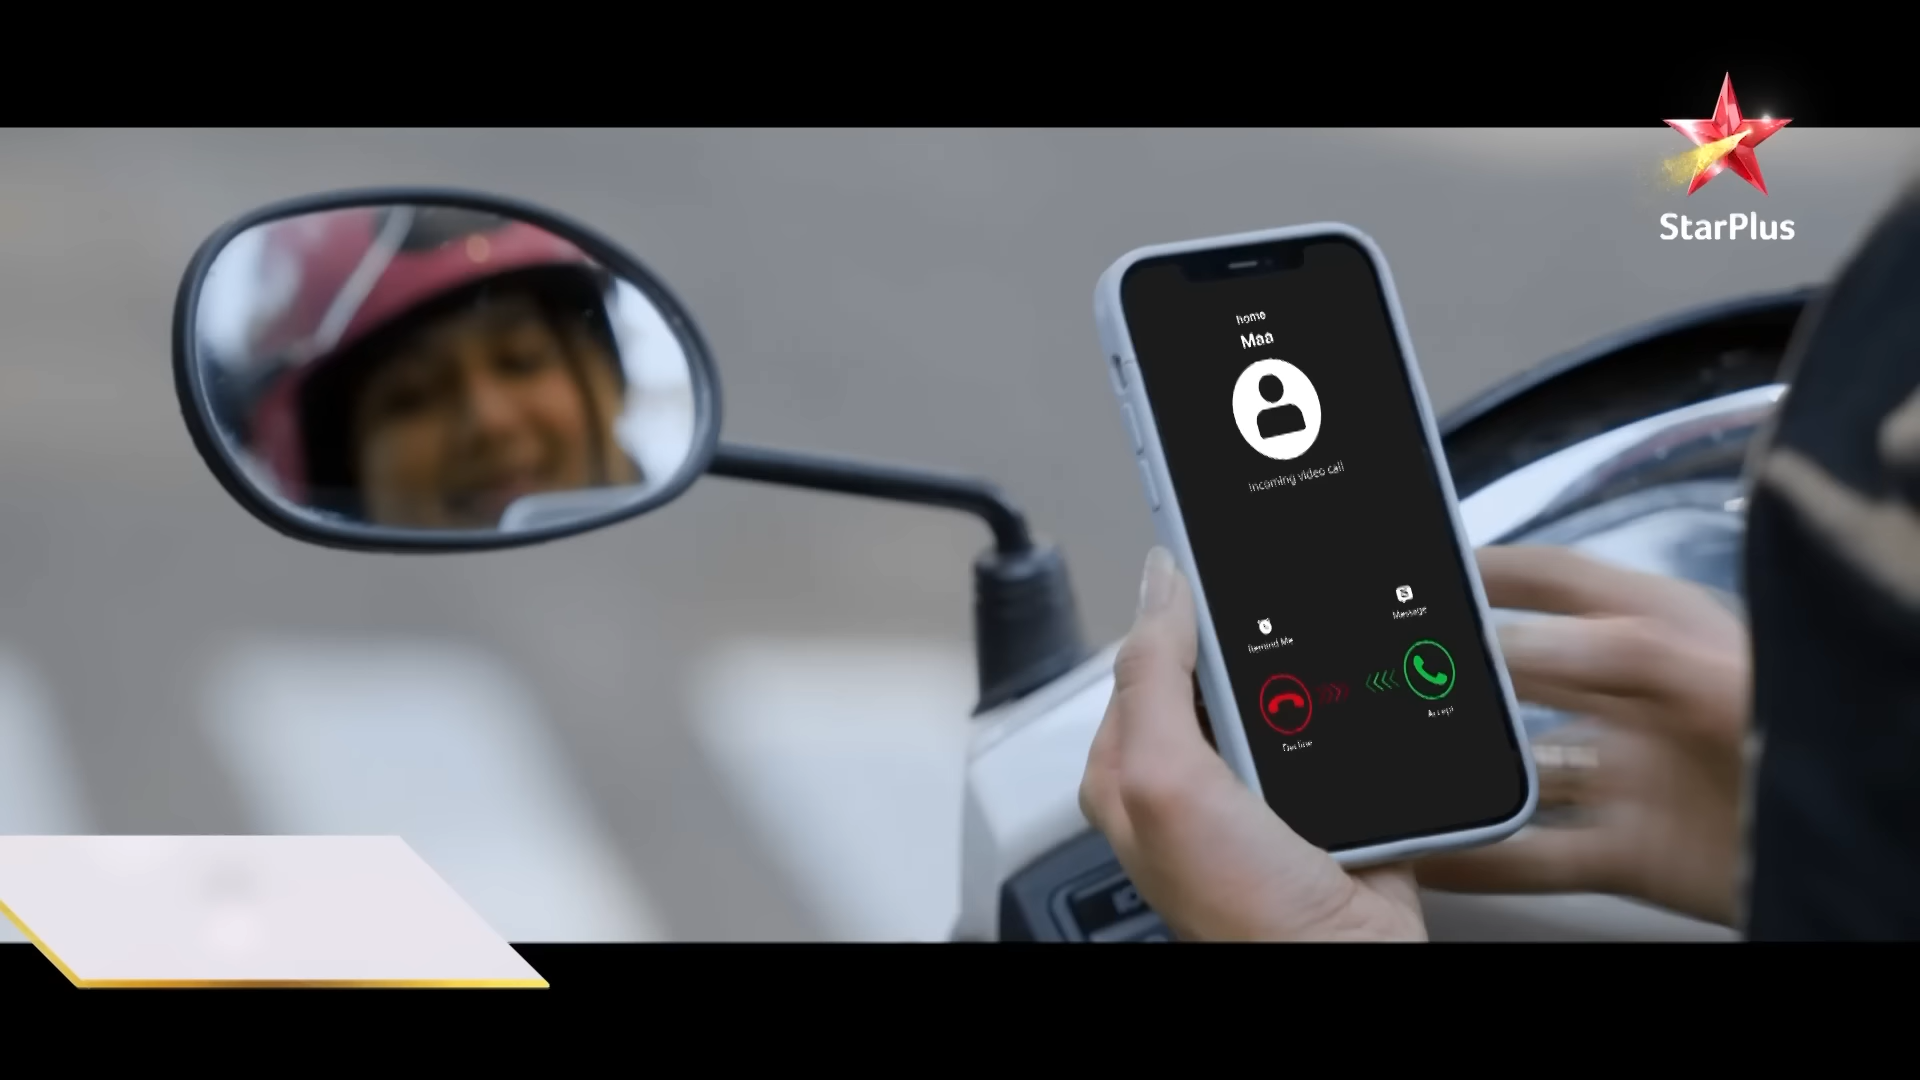 StarPlus
home
Maa
Incoming video call
Message
Remind Me
Accept
Decline